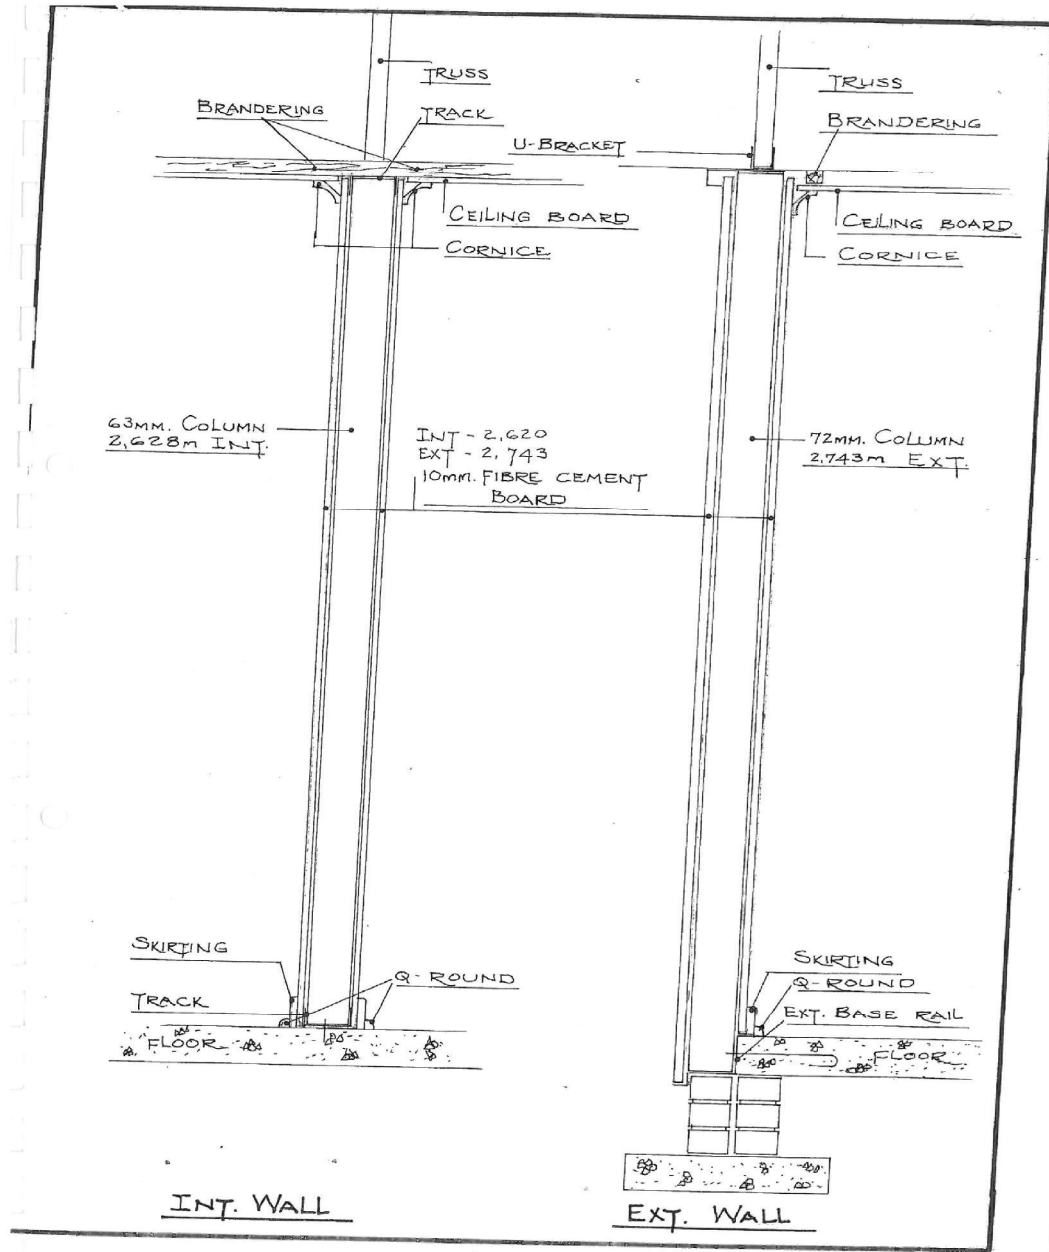 TRUSS
TRUSS
BRANDERING
TRACK
BRANDERING
U-BRACKET
CEILING BOARD
CORNICE
CEILING BOARD
CORNICE
63MM. COLUMN
2,628M INT.
INT - 2,620
EXT - 2,743
10MM. FIBRE CEMENT
BOARD
72MM. COLUMN
2,743M EXT.
SKIRTING
Q-ROUND
TRACK
FLOOR
SKIRTING
Q-ROUND
EXT. BASE RAIL
FLOOR
INT. WALL
EXT. WALL